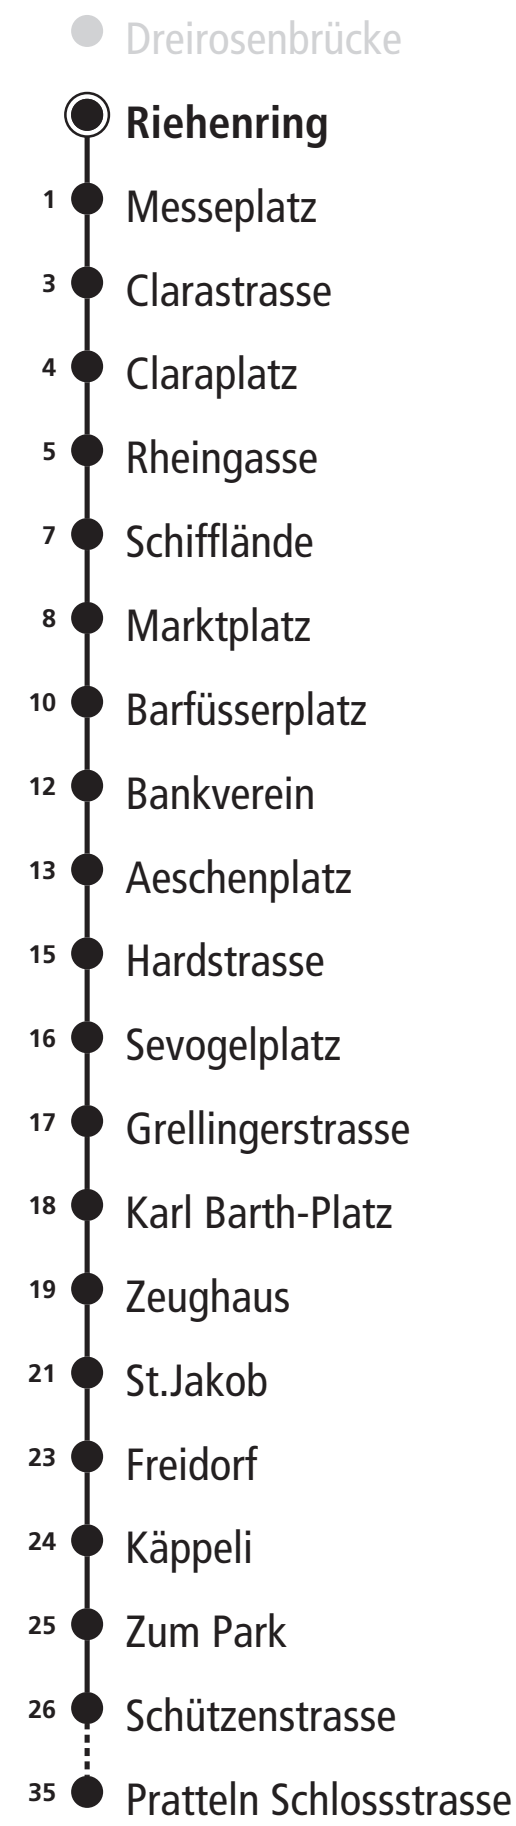 Dreirosenbrücke
Riehenring
1 Messeplatz
3 Clarastrasse
4 Claraplatz
5 Rheingasse
7 Schifflände
8 Marktplatz
10 Barfüsserplatz
12 Bankverein
13 Aeschenplatz
15 Hardstrasse
16 Sevogelplatz
17 Grellingerstrasse
18 Karl Barth-Platz
19 Zeughaus
21 St.Jakob
23 Freidorf
24 Käppeli
25 Zum Park
26 Schützenstrasse
35 Pratteln Schlossstrasse